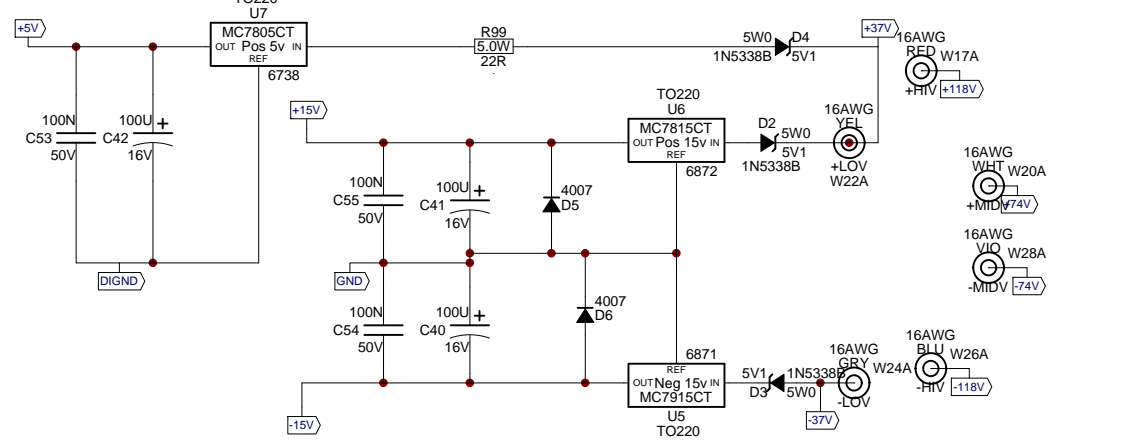 TO220
U7
+5V
MC7805CT
OUT Pos 5v IN
REF
6738
R99
5.0W
22R
5W0 D4
1N5338B 5V1
+37V
16AWG
RED W17A
+HIV +118V
100N
C53
50V
100U +
C42
16V
DIGND
+15V
TO220
U6
MC7815CT
OUT Pos 15v IN
REF
6872
D2
5W0
5V1
1N5338B
16AWG
YEL
+LOV
W22A
16AWG
WHT W20A
+MIDV +74V
100N
C55
50V
100U +
C41
16V
4007
D5
16AWG
VIO W28A
-MIDV -74V
GND
100N
C54
50V
100U +
C40
16V
4007
D6
6871
REF
OUT Neg 15v IN
MC7915CT
U5
TO220
5V1 1N5338B
D3 5W0
16AWG
GRY W24A
-LOV
-37V
16AWG
BLU W26A
-HIV -118V
-15V